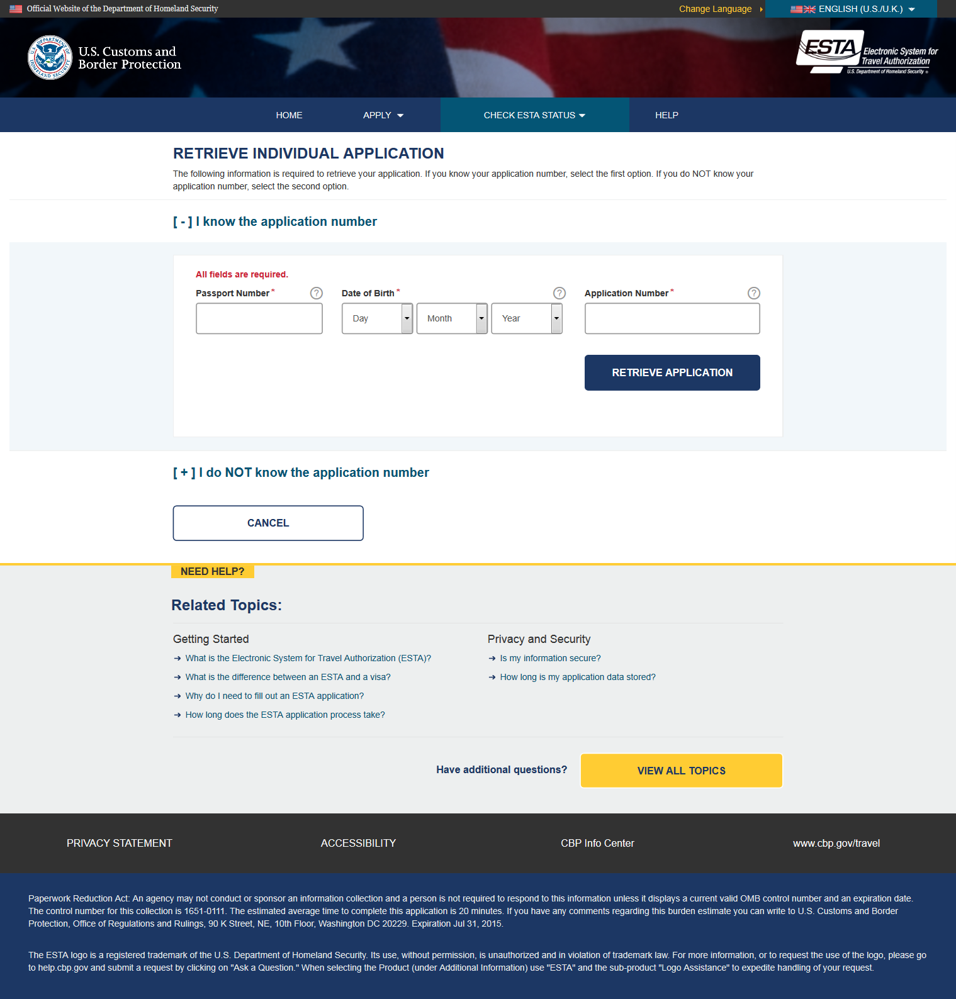 Official Website of the Department of Homeland Security
Change Language
ENGLISH (U.S./U.K.)
U.S. Customs and
Border Protection
ESTA
Electronic System for
Travel Authorization
U.S. Department of Homeland Security ®
U.S. DEPARTMENT OF HOMELAND SECURITY
HOME
APPLY
CHECK ESTA STATUS
HELP
RETRIEVE INDIVIDUAL APPLICATION
The following information is required to retrieve your application. If you know your application number, select the first option. If you do NOT know your
application number, select the second option.
[ - ] I know the application number
All fields are required.
Passport Number *
?
Date of Birth *
?
Application Number *
?
Day
Month
Year
RETRIEVE APPLICATION
[ + ] I do NOT know the application number
CANCEL
NEED HELP?
Related Topics:
Getting Started
➔ What is the Electronic System for Travel Authorization (ESTA)?
➔ What is the difference between an ESTA and a visa?
➔ Why do I need to fill out an ESTA application?
➔ How long does the ESTA application process take?
Privacy and Security
➔ Is my information secure?
➔ How long is my application data stored?
Have additional questions?
VIEW ALL TOPICS
PRIVACY STATEMENT
ACCESSIBILITY
CBP Info Center
www.cbp.gov/travel
Paperwork Reduction Act: An agency may not conduct or sponsor an information collection and a person is not required to respond to this information unless it displays a current valid OMB control number and an expiration date.
The control number for this collection is 1651-0111. The estimated average time to complete this application is 20 minutes. If you have any comments regarding this burden estimate you can write to U.S. Customs and Border
Protection, Office of Regulations and Rulings, 90 K Street, NE, 10th Floor, Washington DC 20229. Expiration Jul 31, 2015.
The ESTA logo is a registered trademark of the U.S. Department of Homeland Security. Its use, without permission, is unauthorized and in violation of trademark law. For more information, or to request the use of the logo, please go
to help.cbp.gov and submit a request by clicking on "Ask a Question." When selecting the Product (under Additional Information) use "ESTA" and the sub-product "Logo Assistance" to expedite handling of your request.